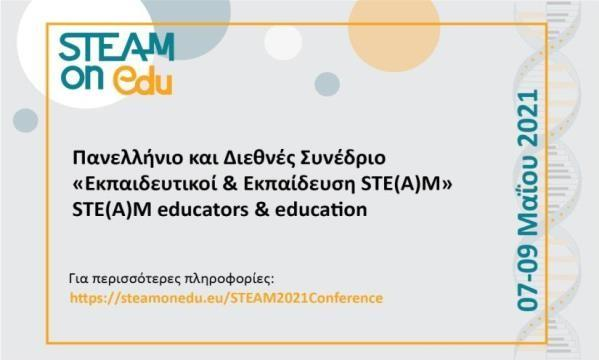 STEAM
on edu
Πανελλήνιο και Διεθνές Συνέδριο
«Εκπαιδευτικοί & Εκπαίδευση STE(A)M»
STE(A)M educators & education
Για περισσότερες πληροφορίες:
https://steamonedu.eu/STEAM2021Conference
07-09 Μαΐου 2021